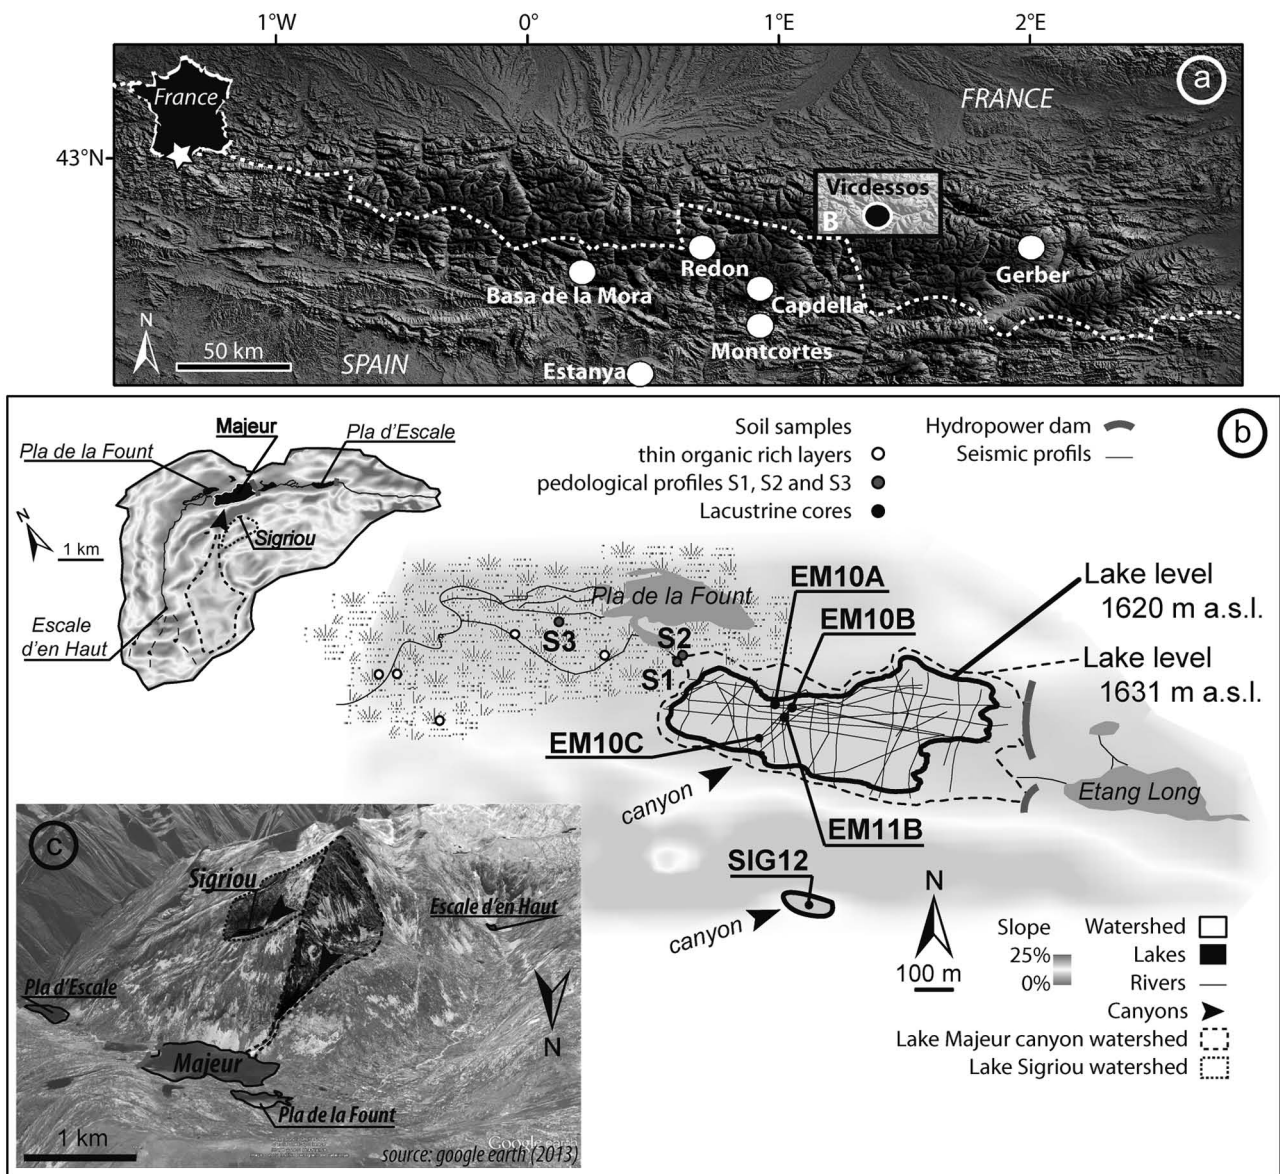 1°W
0°
1°E
2°E
43°N
France
FRANCE
a
Vicdessos
B
Redon
Gerber
Basa de la Mora
Capdella
Montcortès
Estanya
SPAIN
N
50 km
b
Majeur
Pla de la Fount
Pla d'Escale
Sigriou
N
1 km
Escale
d'en Haut
Soil samples
thin organic rich layers
pedological profiles S1, S2 and S3
Lacustrine cores
Hydropower dam
Seismic profils
EM10A
EM10B
Pla de la Fount
S3
S2
S1
Lake level
1620 m a.s.l.
Lake level
1631 m a.s.l.
EM10C
canyon
EM11B
Etang Long
SIG12
canyon
N
100 m
Slope
25%
0%
Watershed
Lakes
Rivers
Canyons
Lake Majeur canyon watershed
Lake Sigriou watershed
c
Sigriou
Escale d'en Haut
Pla d'Escale
N
Majeur
Pla de la Fount
1 km
Google earth
source: google earth (2013)